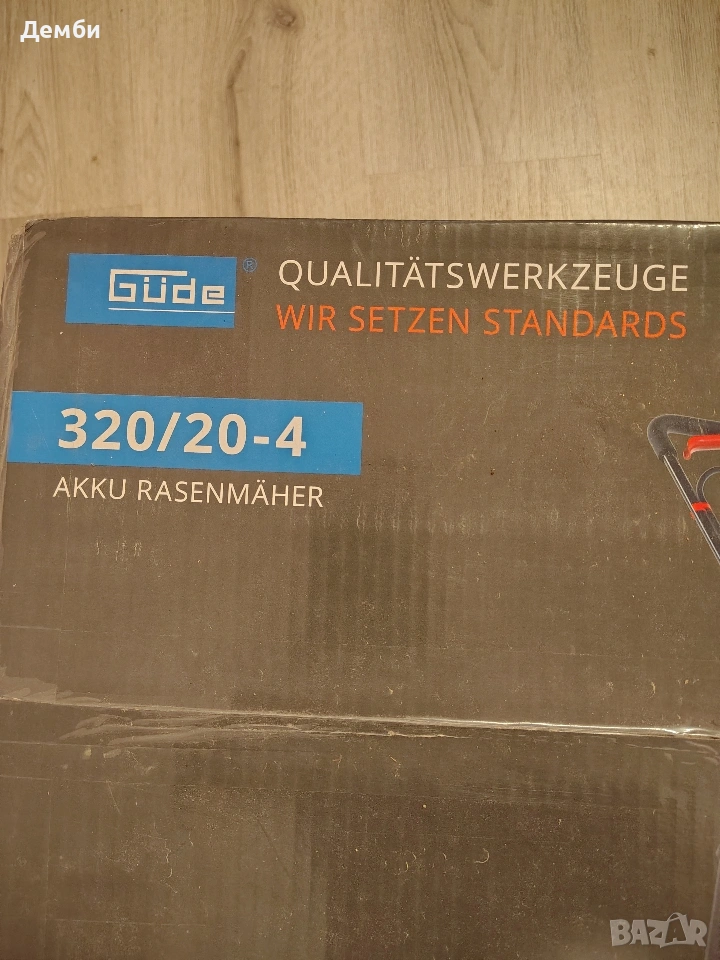 Демби
Güde ®
QUALITÄTSWERKZEUGE
WIR SETZEN STANDARDS
320/20-4
AKKU RASENMÄHER
BAZAR